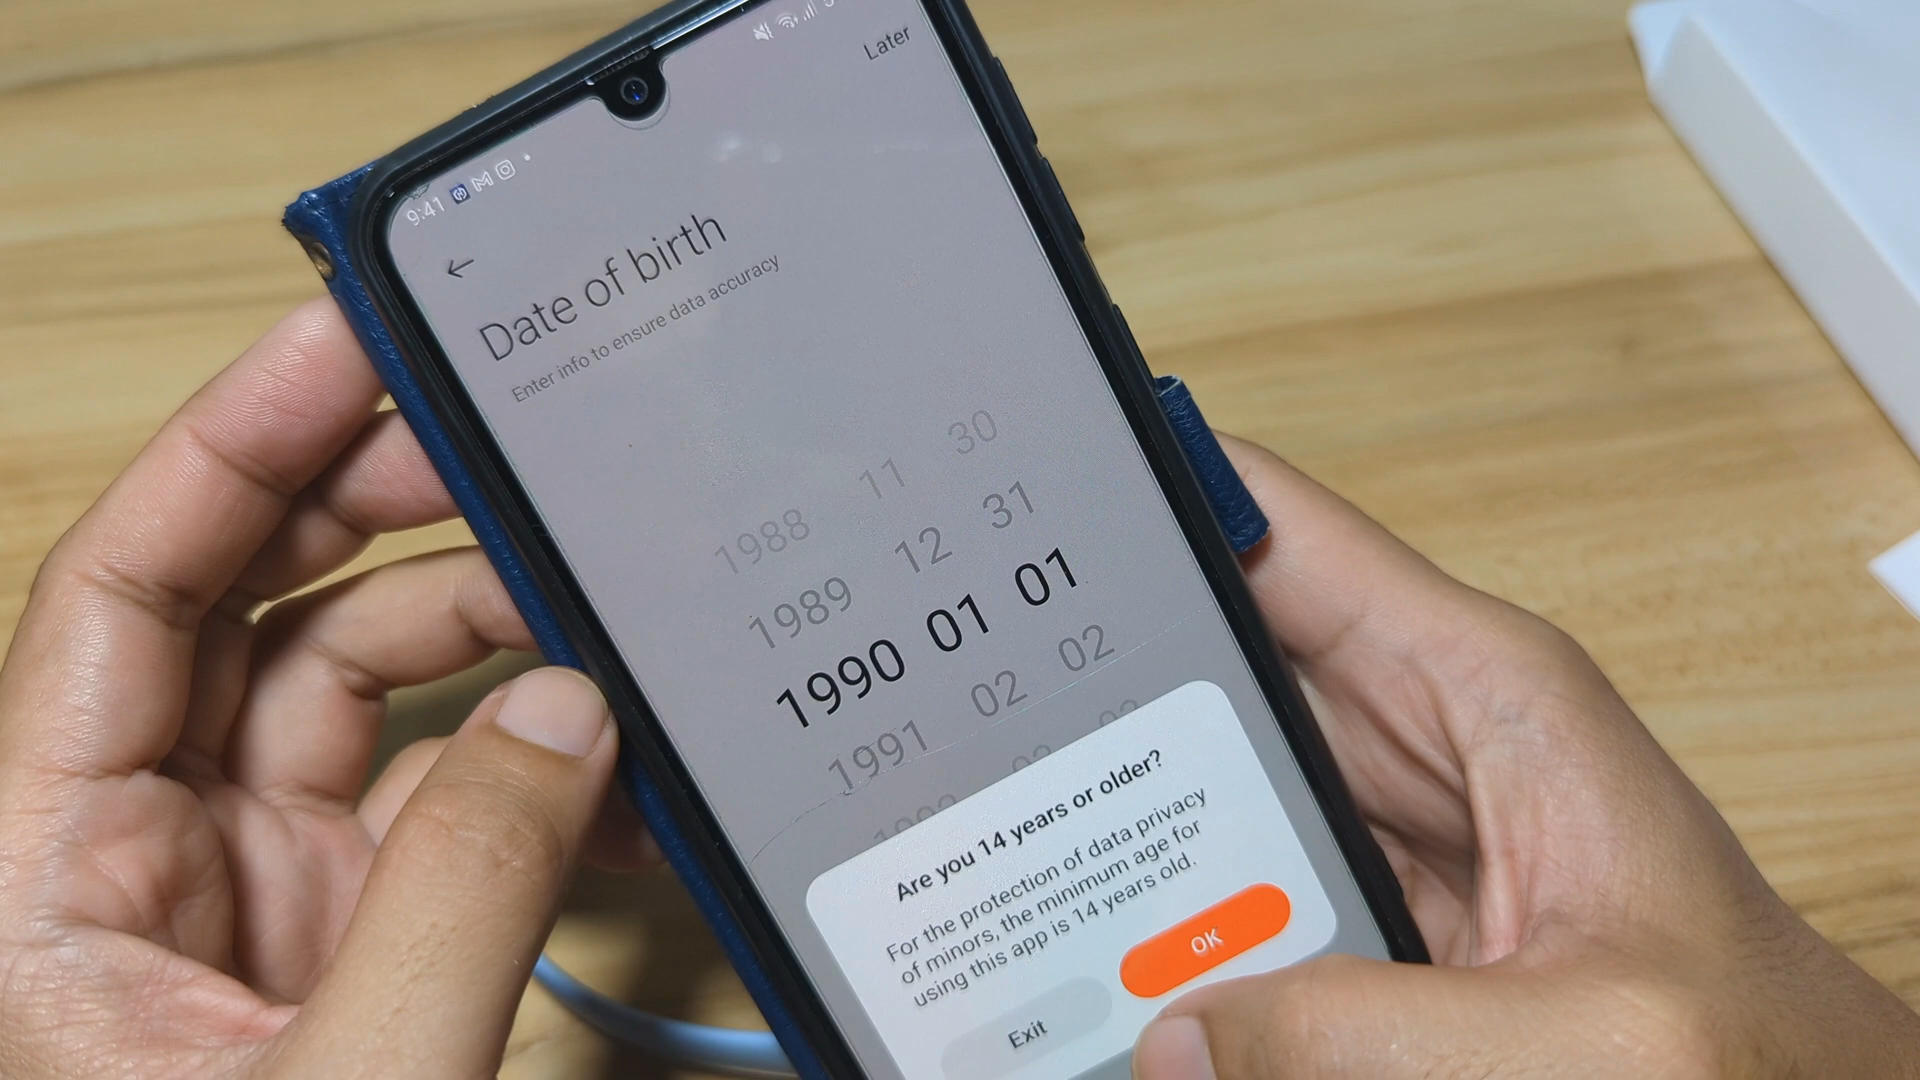 Later
9:41
Date of birth
Enter info to ensure data accuracy
1988 11 30
1989 12 31
1990 01 01
1991 02 02
Are you 14 years or older?
For the protection of data privacy
of minors, the minimum age for
using this app is 14 years old.
Exit OK